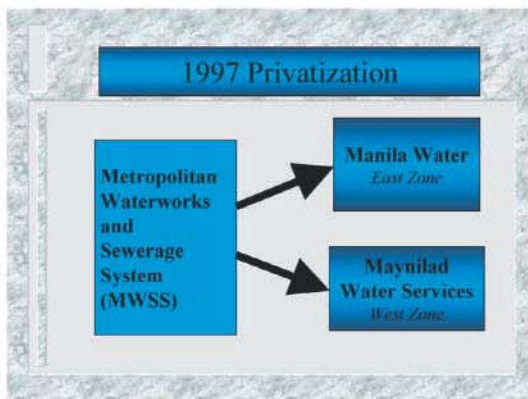 1997 Privatization
Metropolitan
Waterworks
and
Sewerage
System
(MWSS)
Manila Water
East Zone
Maynilad
Water Services
West Zone